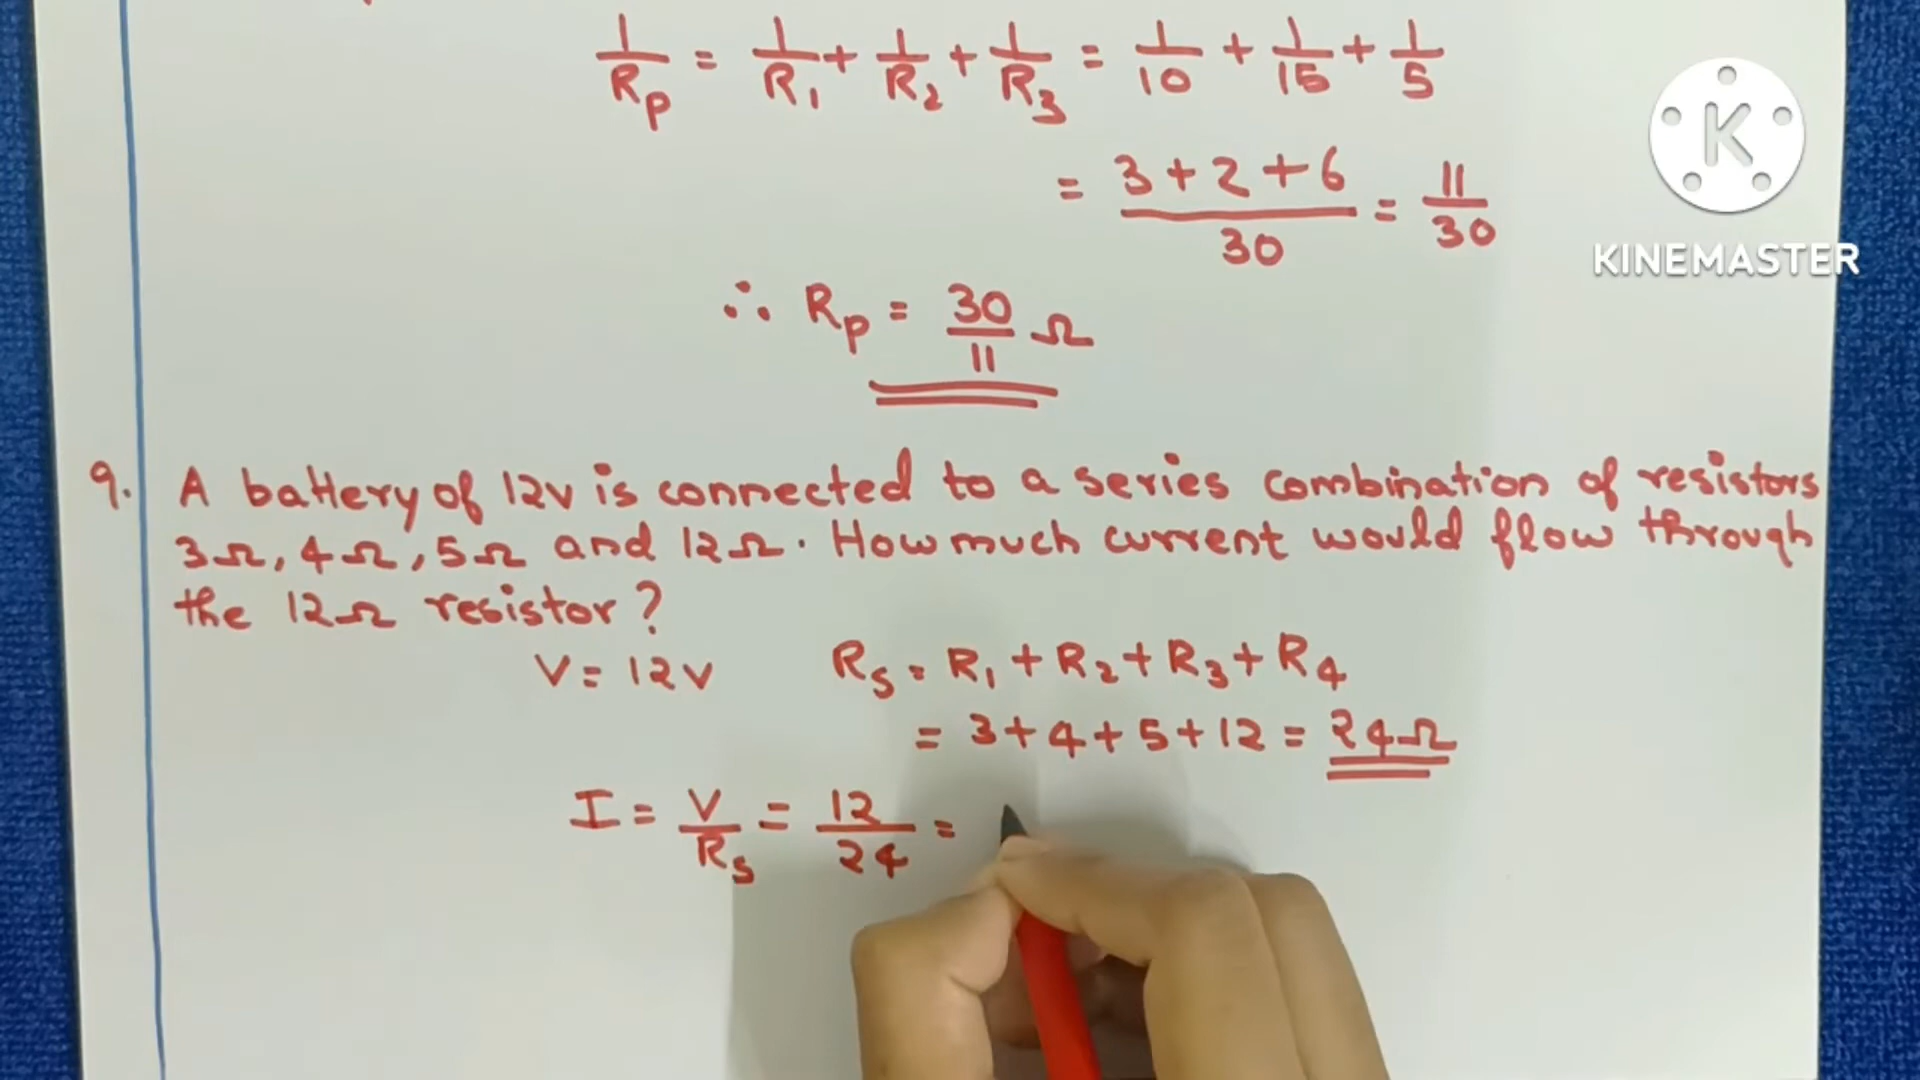 1/Rp = 1/R₁ + 1/R₂ + 1/R₃ = 1/10 + 1/15 + 1/5
K
= (3+2+6)/30 = 11/30
KINEMASTER
∴ Rp = 30/11 Ω
9. A battery of 12v is connected to a series combination of resistors
3Ω, 4Ω, 5Ω and 12Ω. How much current would flow through
the 12Ω resistor?
V = 12V Rs = R₁ + R₂ + R₃ + R₄
= 3+4+5+12 = 24Ω
I = V/Rs = 12/24 =